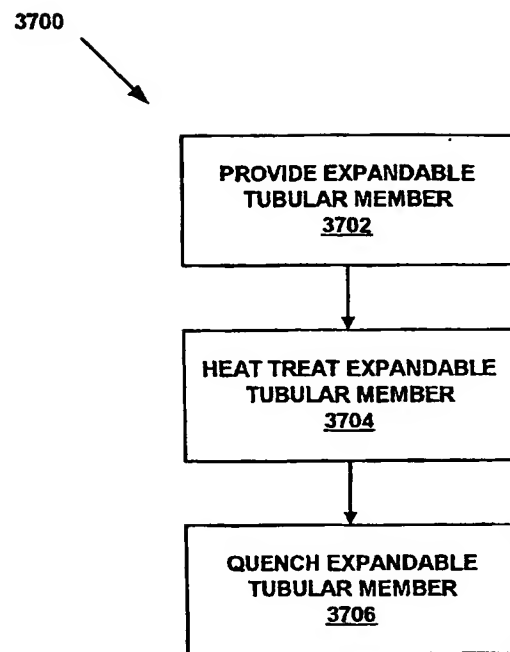 3700
PROVIDE EXPANDABLE
TUBULAR MEMBER
3702
HEAT TREAT EXPANDABLE
TUBULAR MEMBER
3704
QUENCH EXPANDABLE
TUBULAR MEMBER
3706